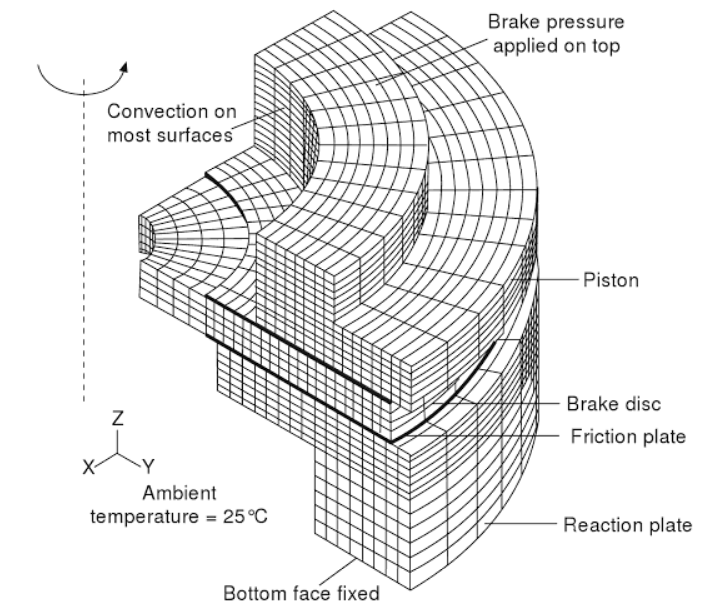 Brake pressure
applied on top
Convection on
most surfaces
Piston
Brake disc
Friction plate
Z
X
Y
Ambient
temperature = 25°C
Reaction plate
Bottom face fixed